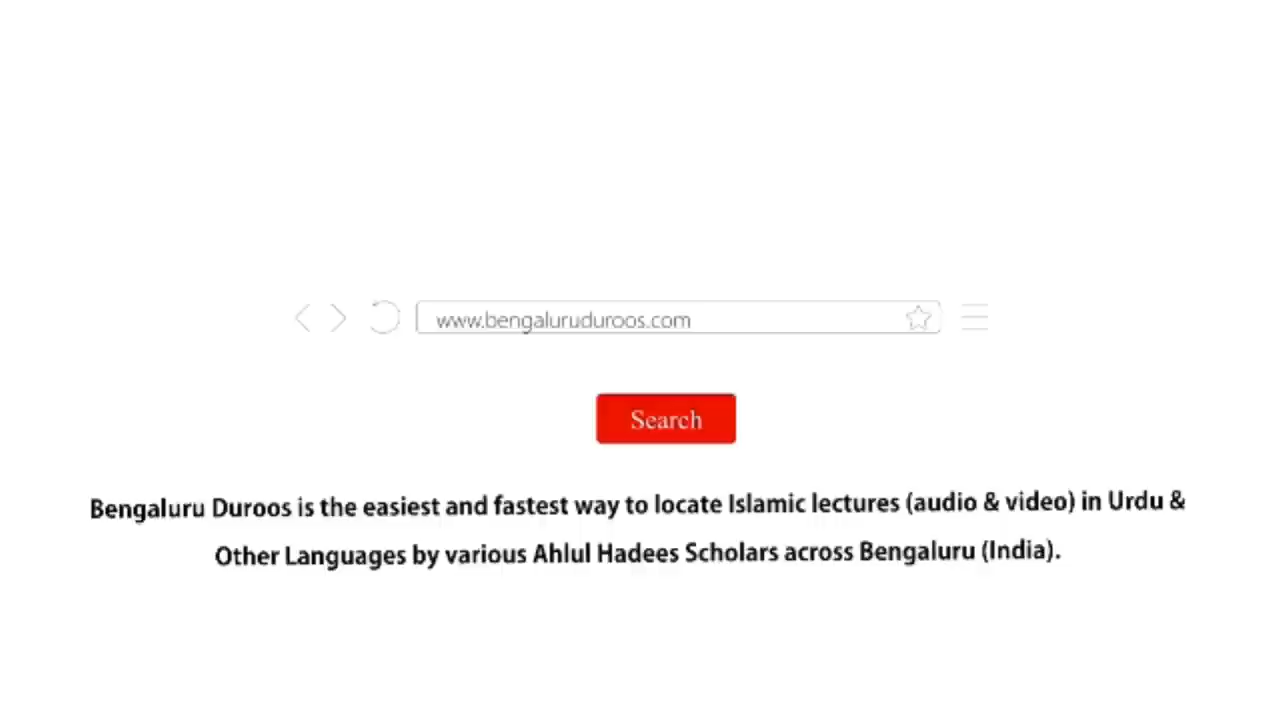 www.bengaluruduroos.com
Search
Bengaluru Duroos is the easiest and fastest way to locate Islamic lectures (audio & video) in Urdu &
Other Languages by various Ahlul Hadees Scholars across Bengaluru (India).